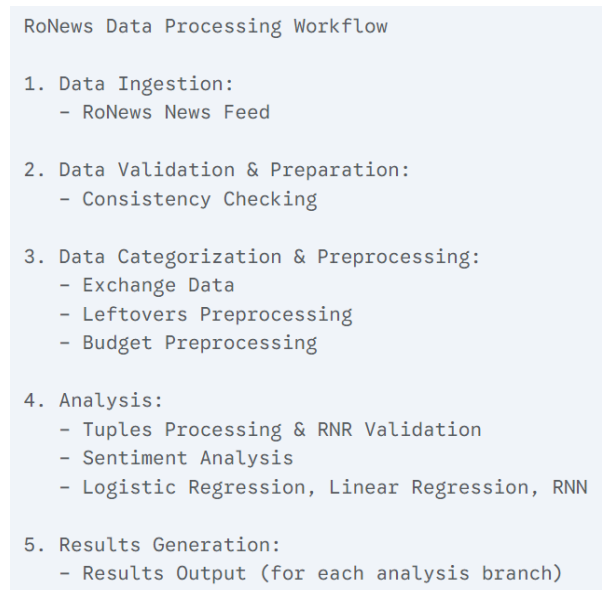 RoNews Data Processing Workflow
1. Data Ingestion:
– RoNews News Feed
2. Data Validation & Preparation:
– Consistency Checking
3. Data Categorization & Preprocessing:
– Exchange Data
– Leftovers Preprocessing
– Budget Preprocessing
4. Analysis:
– Tuples Processing & RNR Validation
– Sentiment Analysis
– Logistic Regression, Linear Regression, RNN
5. Results Generation:
– Results Output (for each analysis branch)